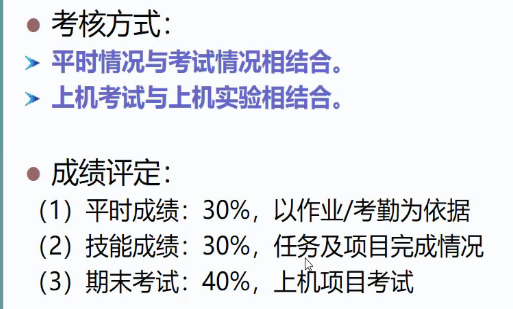 考核方式：
平时情况与考试情况相结合。
上机考试与上机实验相结合。
成绩评定：
（1）平时成绩：30%，以作业/考勤为依据
（2）技能成绩：30%，任务及项目完成情况
（3）期末考试：40%，上机项目考试